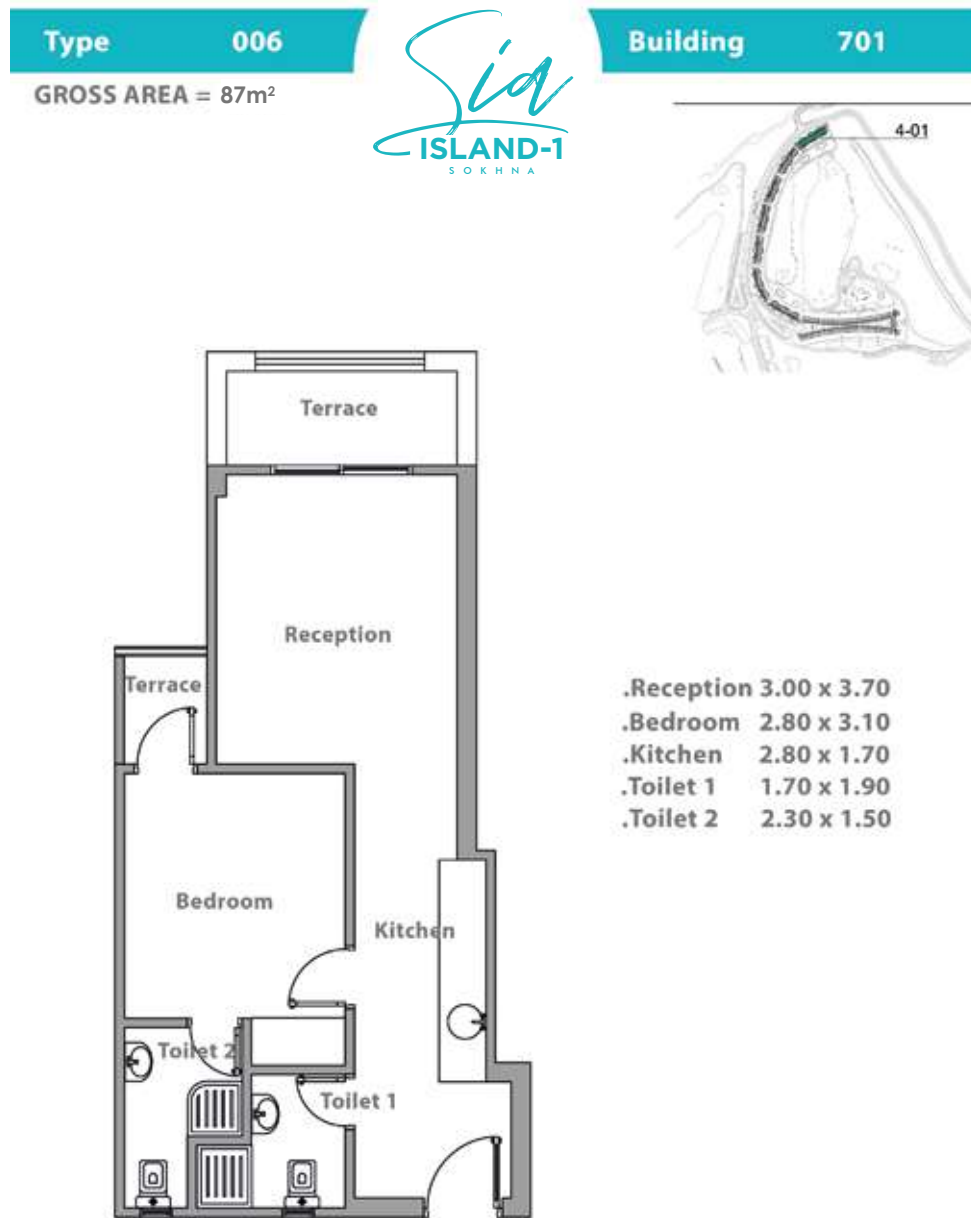 Type 006
Building 701
GROSS AREA = 87m²
Sia
ISLAND-1
SOKHNA
4-01
Terrace
Reception
Terrace
.Reception 3.00 x 3.70
.Bedroom 2.80 x 3.10
.Kitchen 2.80 x 1.70
.Toilet 1 1.70 x 1.90
.Toilet 2 2.30 x 1.50
Bedroom
Kitchen
Toilet 2
Toilet 1